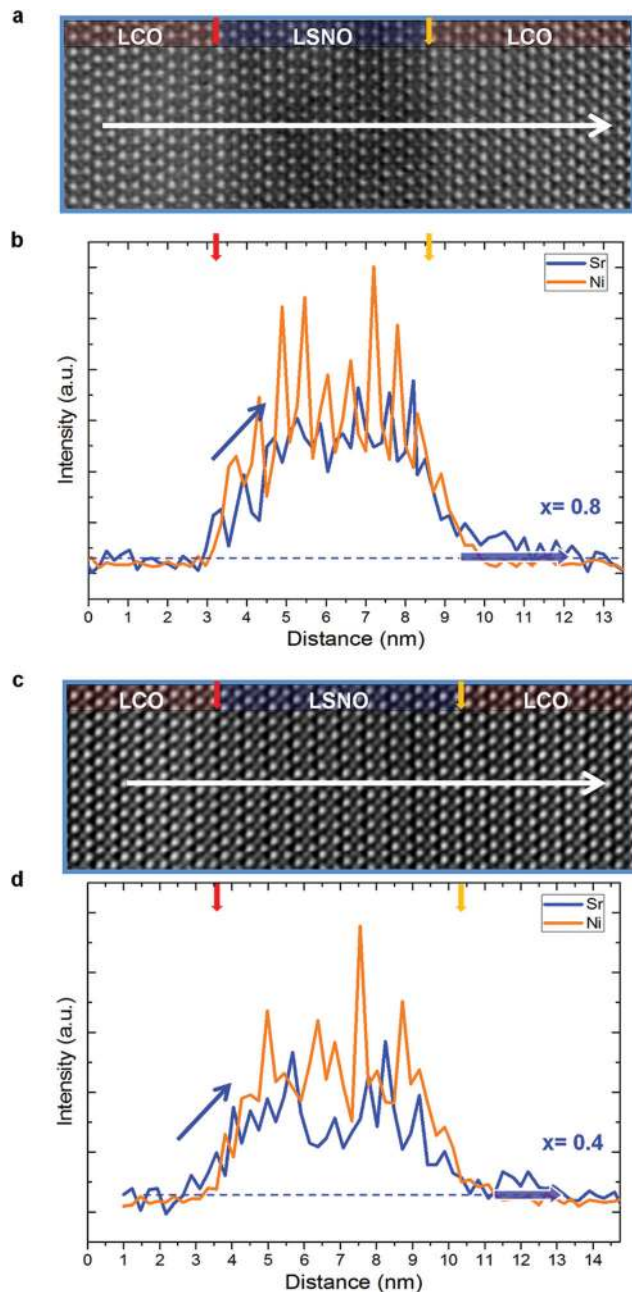 a
LCO LSNO LCO
b
Sr
Ni
Intensity (a.u.)
x= 0.8
0 1 2 3 4 5 6 7 8 9 10 11 12 13
Distance (nm)
c
LCO LSNO LCO
d
Sr
Ni
Intensity (a.u.)
x= 0.4
0 1 2 3 4 5 6 7 8 9 10 11 12 13 14
Distance (nm)